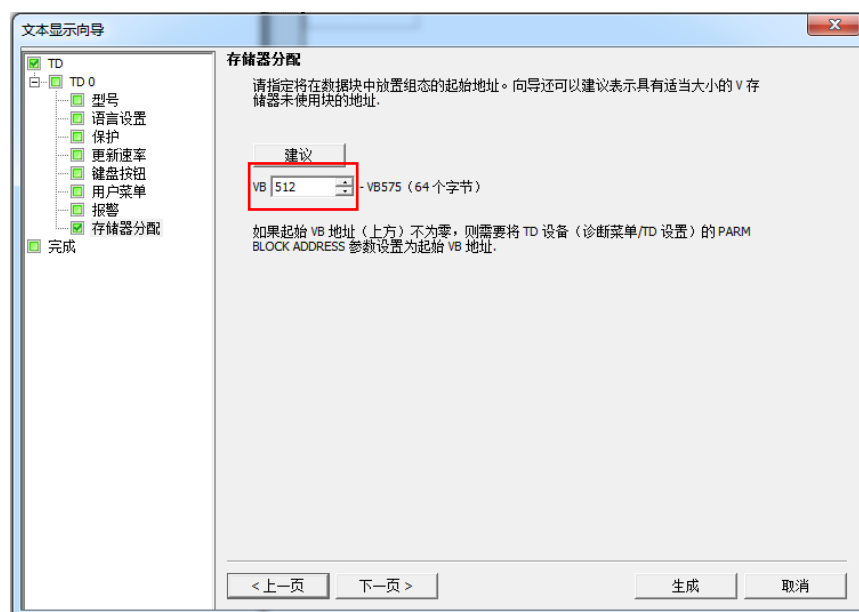 文本显示向导
TD
TD 0
型号
语言设置
保护
更新速率
键盘按钮
用户菜单
报警
存储器分配
完成
存储器分配
请指定将在数据块中放置组态的起始地址。向导还可以建议表示具有适当大小的 V 存
储器未使用块的地址.
建议
VB 512 - VB575（64 个字节）
如果起始 VB 地址（上方）不为零，则需要将 TD 设备（诊断菜单/TD 设置）的 PARM
BLOCK ADDRESS 参数设置为起始 VB 地址.
<上一页 下一页 > 生成 取消